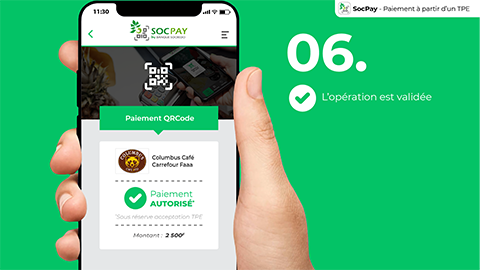 11:30
SocPay - Paiement à partir d'un TPE
SOCPAY
BY BANQUE SOCREDO
06.
L'opération est validée
Paiement QRCode
COLUMBUS
Columbus Café
Carrefour Faaa
Paiement
AUTORISÉ*
*Sous réserve acceptation TPE
Montant : 2 500F